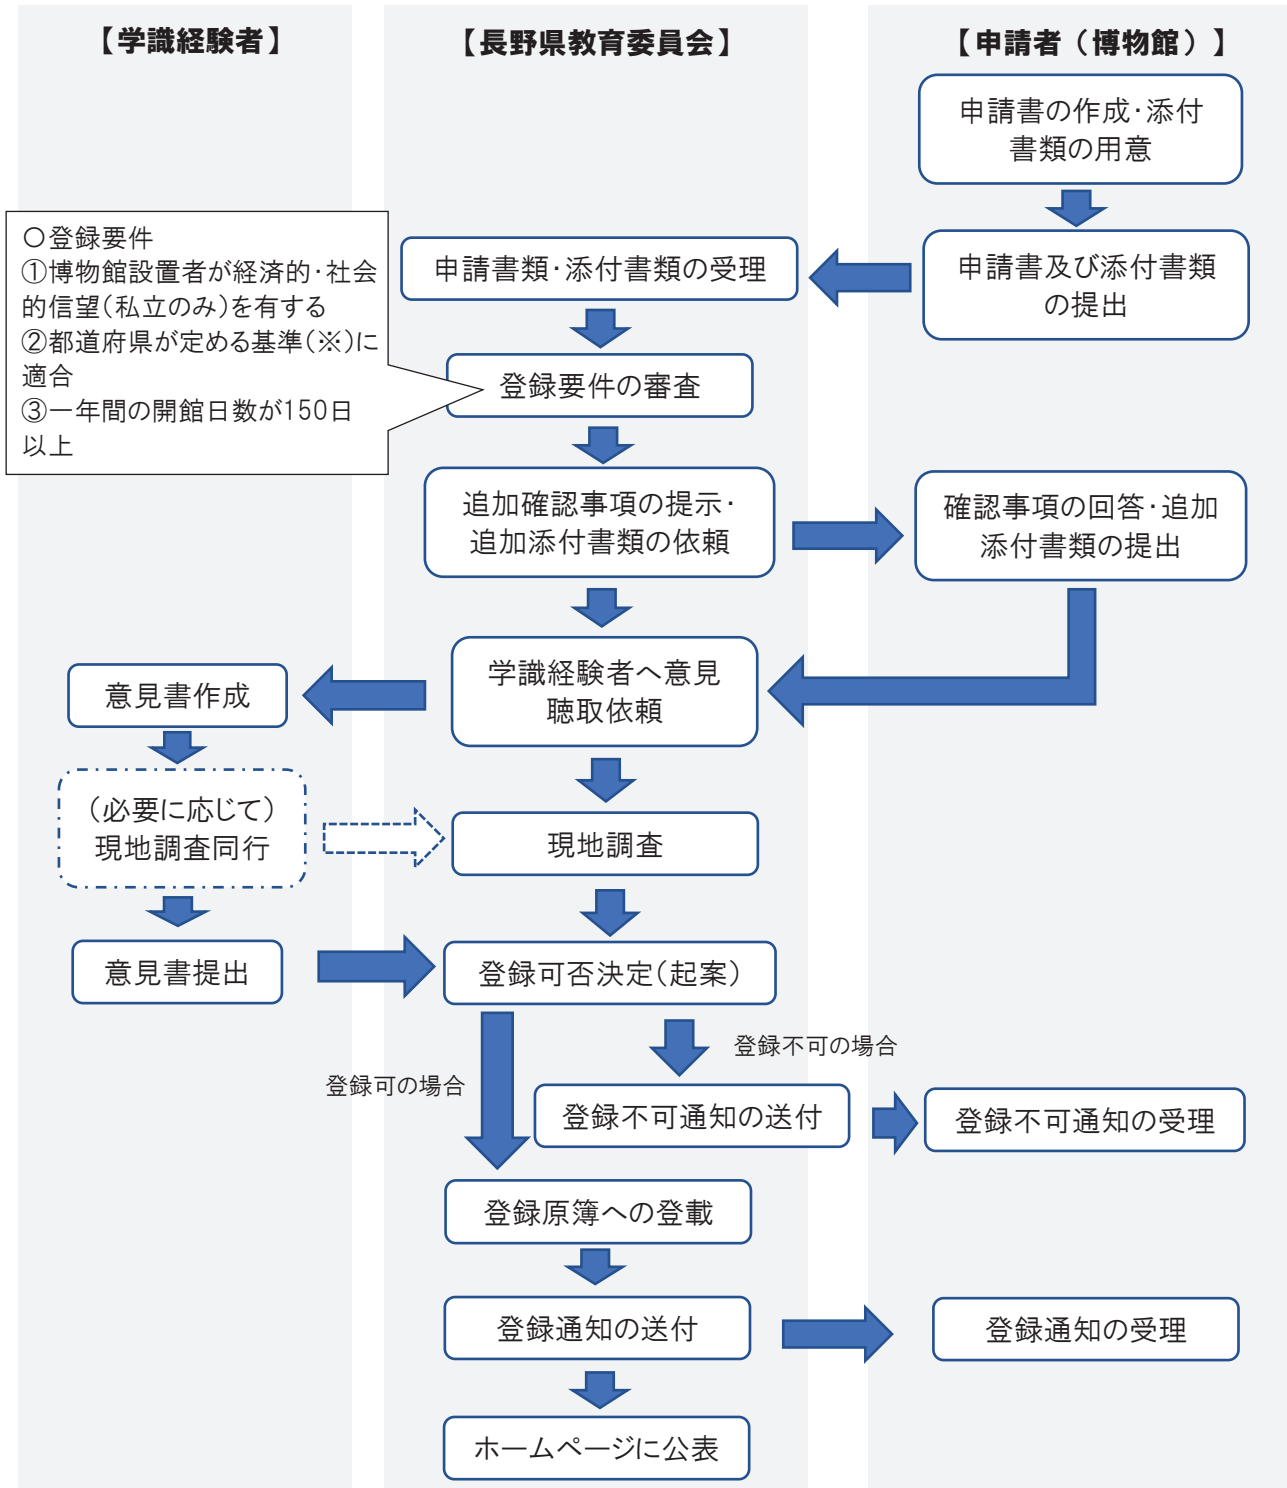 【学識経験者】
【長野県教育委員会】
【申請者(博物館)】
申請書の作成・添付
書類の用意
申請書及び添付書類
の提出
申請書類・添付書類の受理
○登録要件
①博物館設置者が経済的・社会
的信望(私立のみ)を有する
②都道府県が定める基準(※)に
適合
③一年間の開館日数が150日
以上
登録要件の審査
追加確認事項の提示・
追加添付書類の依頼
確認事項の回答・追加
添付書類の提出
学識経験者へ意見
聴取依頼
意見書作成
(必要に応じて)
現地調査同行
現地調査
意見書提出
登録可否決定(起案)
登録不可の場合
登録可の場合
登録不可通知の送付
登録不可通知の受理
登録原簿への登載
登録通知の送付
登録通知の受理
ホームページに公表